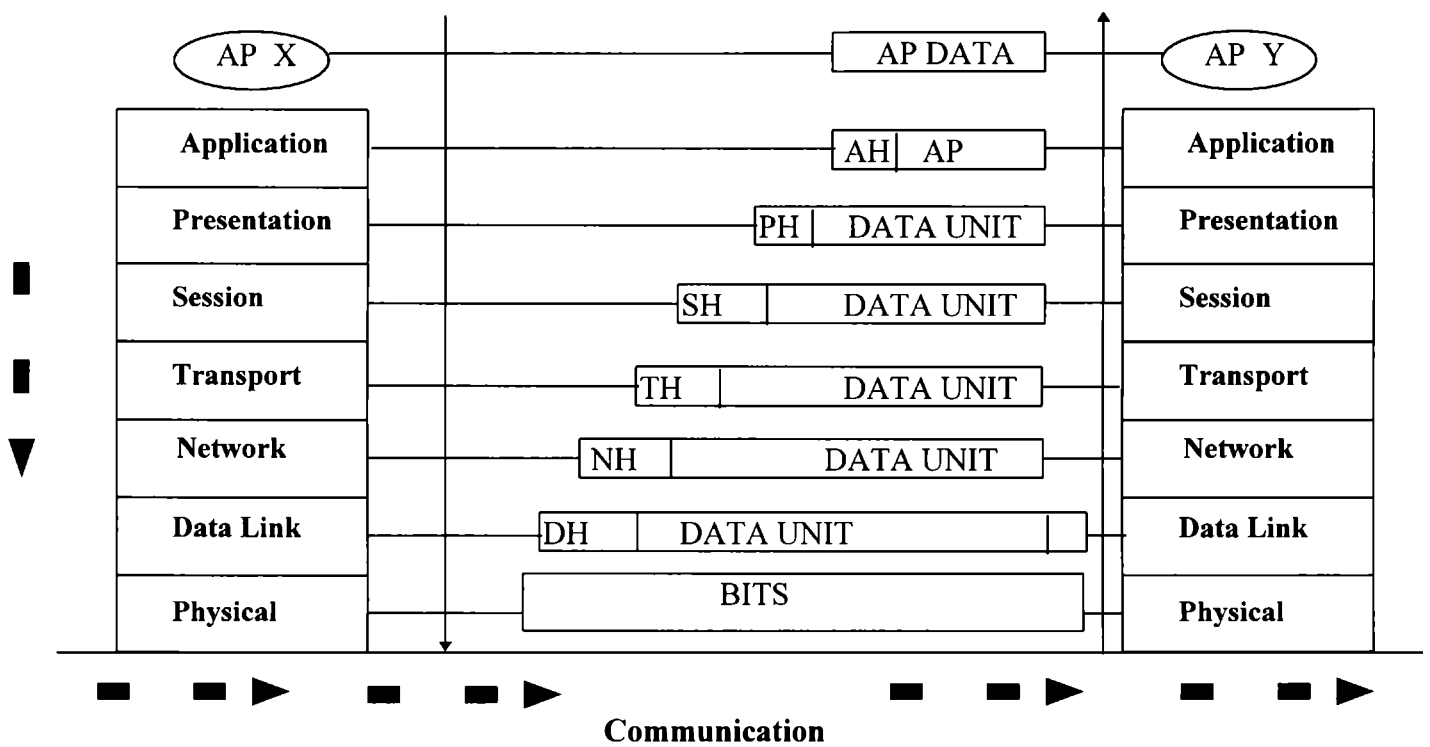 AP X AP DATA AP Y
Application AH AP Application
Presentation PH DATA UNIT Presentation
Session SH DATA UNIT Session
Transport TH DATA UNIT Transport
Network NH DATA UNIT Network
Data Link DH DATA UNIT Data Link
Physical BITS Physical
Communication